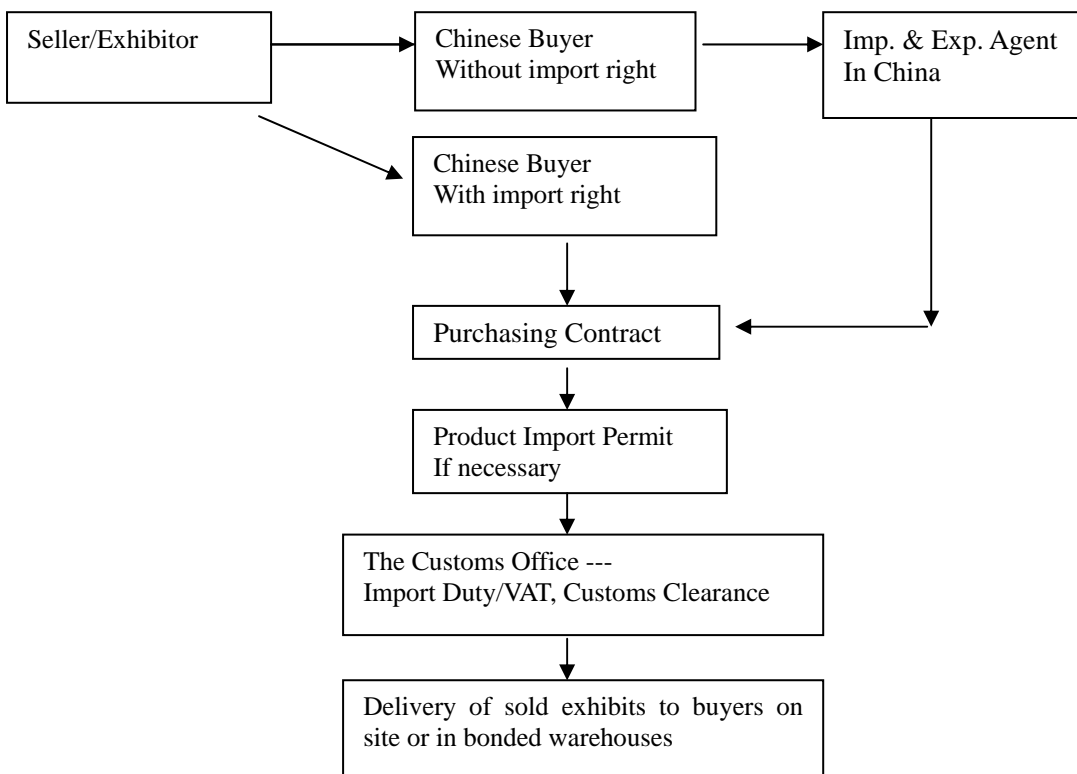 Seller/Exhibitor
Chinese Buyer
Without import right
Imp. & Exp. Agent
In China
Chinese Buyer
With import right
Purchasing Contract
Product Import Permit
If necessary
The Customs Office ---
Import Duty/VAT, Customs Clearance
Delivery of sold exhibits to buyers on
site or in bonded warehouses